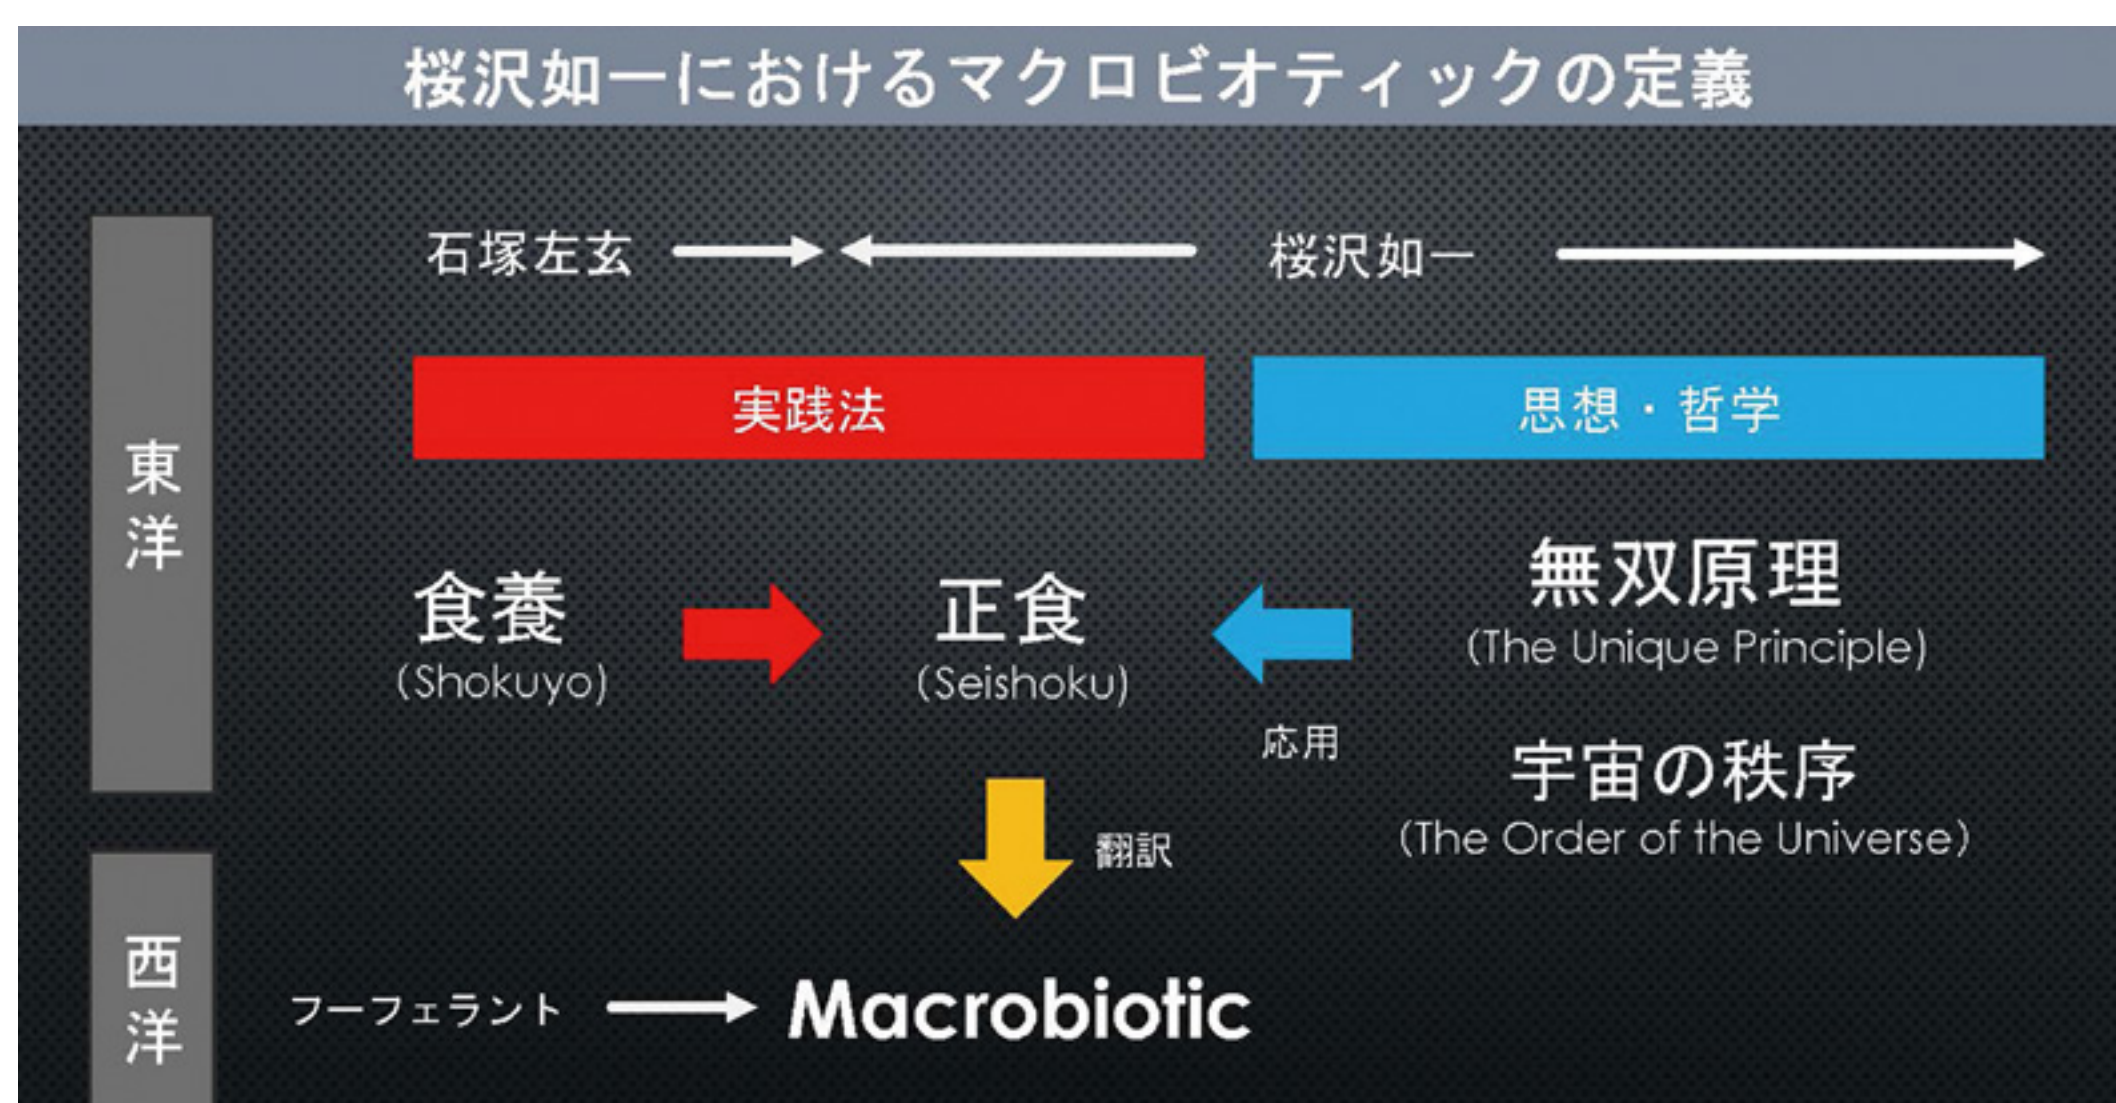 桜沢如一におけるマクロビオティックの定義
石塚左玄
桜沢如一
実践法
思想・哲学
東洋
食養
(Shokuyo)
正食
(Seishoku)
無双原理
(The Unique Principle)
応用
宇宙の秩序
(The Order of the Universe)
翻訳
西洋
フーフェラント
Macrobiotic